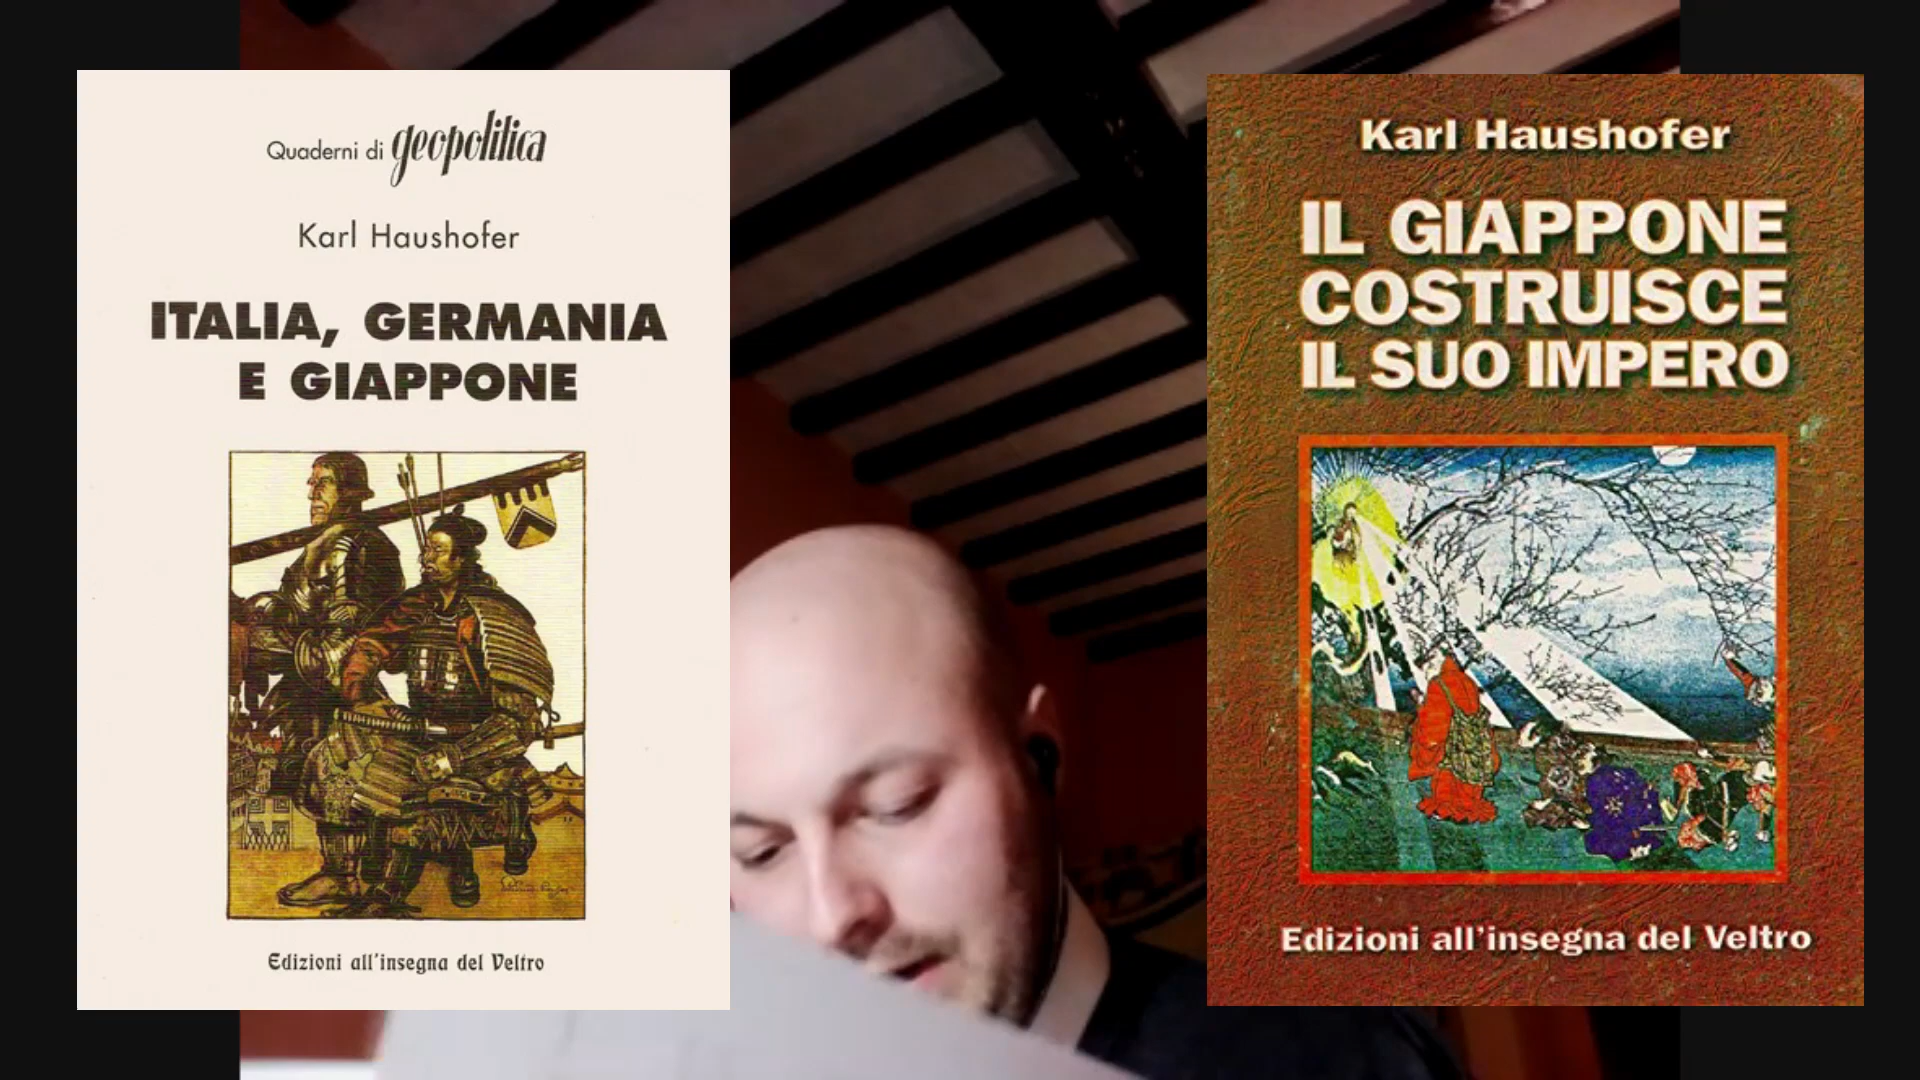 Quaderni di geopolitica
Karl Haushofer
ITALIA, GERMANIA
E GIAPPONE
Edizioni all'insegna del Veltro
Karl Haushofer
IL GIAPPONE
COSTRUISCE
IL SUO IMPERO
Edizioni all'insegna del Veltro